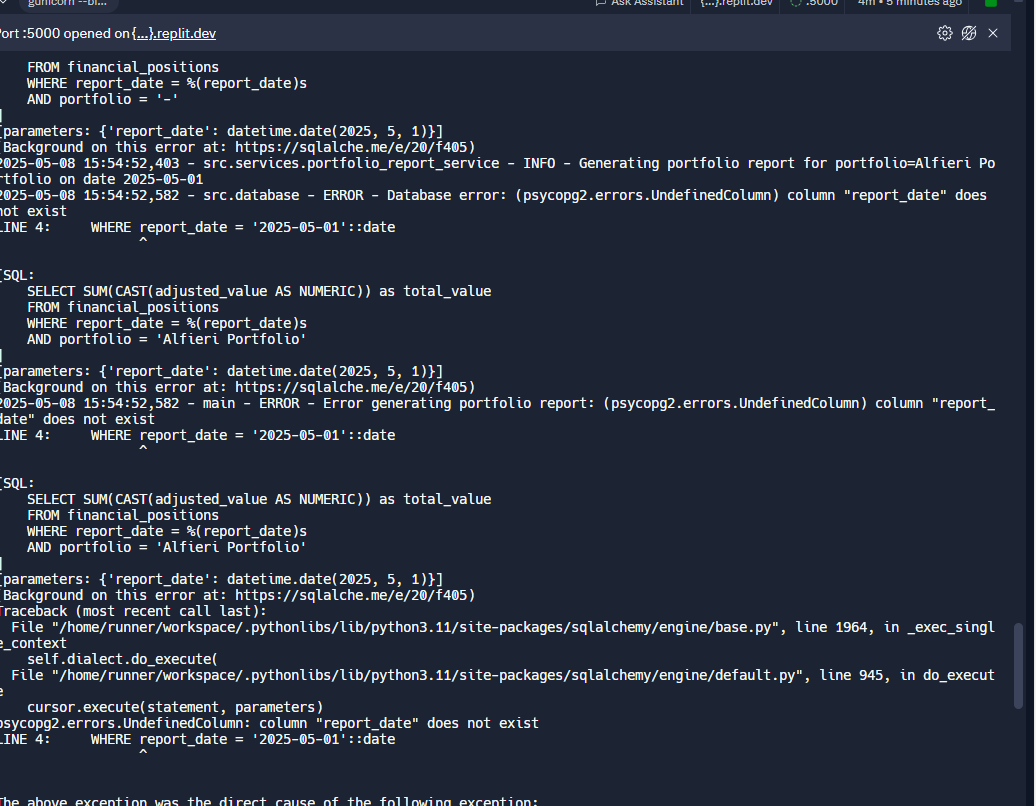 gunicorn --bi...
Ask Assistant
{...}.replit.dev
:5000
4m • 5 minutes ago
ort :5000 opened on {...}.replit.dev
FROM financial_positions
WHERE report_date = %(report_date)s
AND portfolio = '-'
]
[parameters: {'report_date': datetime.date(2025, 5, 1)}]
(Background on this error at: https://sqlalche.me/e/20/f405)
2025-05-08 15:54:52,403 - src.services.portfolio_report_service - INFO - Generating portfolio report for portfolio=Alfieri Po
rtfolio on date 2025-05-01
2025-05-08 15:54:52,582 - src.database - ERROR - Database error: (psycopg2.errors.UndefinedColumn) column "report_date" does
not exist
LINE 4:     WHERE report_date = '2025-05-01'::date
^
[SQL:
SELECT SUM(CAST(adjusted_value AS NUMERIC)) as total_value
FROM financial_positions
WHERE report_date = %(report_date)s
AND portfolio = 'Alfieri Portfolio'
]
[parameters: {'report_date': datetime.date(2025, 5, 1)}]
(Background on this error at: https://sqlalche.me/e/20/f405)
2025-05-08 15:54:52,582 - main - ERROR - Error generating portfolio report: (psycopg2.errors.UndefinedColumn) column "report_
date" does not exist
LINE 4:     WHERE report_date = '2025-05-01'::date
^
[SQL:
SELECT SUM(CAST(adjusted_value AS NUMERIC)) as total_value
FROM financial_positions
WHERE report_date = %(report_date)s
AND portfolio = 'Alfieri Portfolio'
]
[parameters: {'report_date': datetime.date(2025, 5, 1)}]
(Background on this error at: https://sqlalche.me/e/20/f405)
Traceback (most recent call last):
File "/home/runner/workspace/.pythonlibs/lib/python3.11/site-packages/sqlalchemy/engine/base.py", line 1964, in _exec_singl
e_context
self.dialect.do_execute(
File "/home/runner/workspace/.pythonlibs/lib/python3.11/site-packages/sqlalchemy/engine/default.py", line 945, in do_execut
e
cursor.execute(statement, parameters)
psycopg2.errors.UndefinedColumn: column "report_date" does not exist
LINE 4:     WHERE report_date = '2025-05-01'::date
^
The above exception was the direct cause of the following exception: